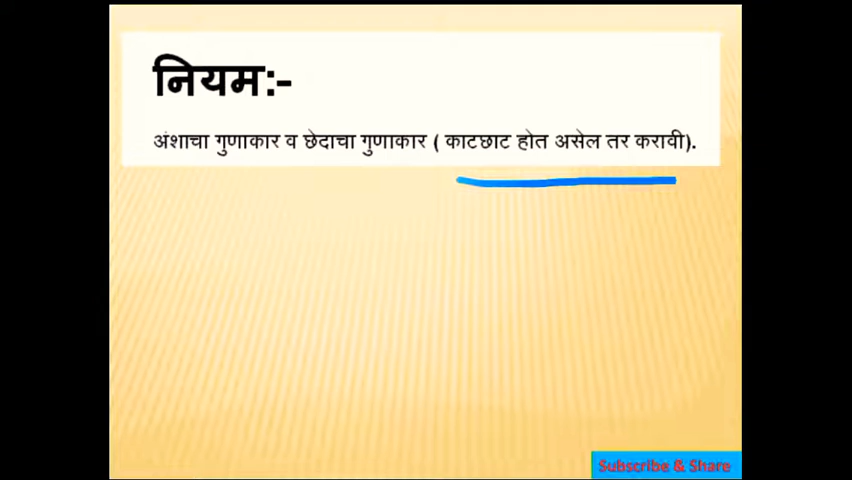 नियम:-
अंशाचा गुणाकार व छेदाचा गुणाकार ( काटछाट होत असेल तर करावी).
Subscribe & Share